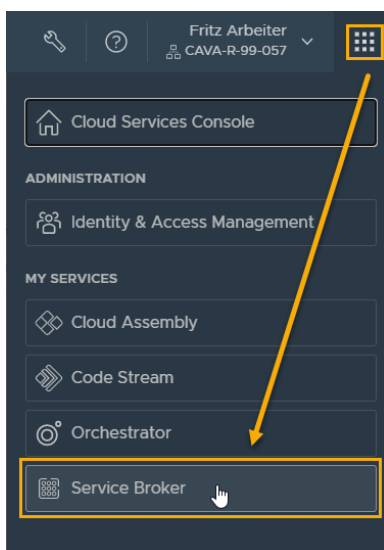 Fritz Arbeiter
CAVA-R-99-057
Cloud Services Console
ADMINISTRATION
Identity & Access Management
MY SERVICES
Cloud Assembly
Code Stream
Orchestrator
Service Broker